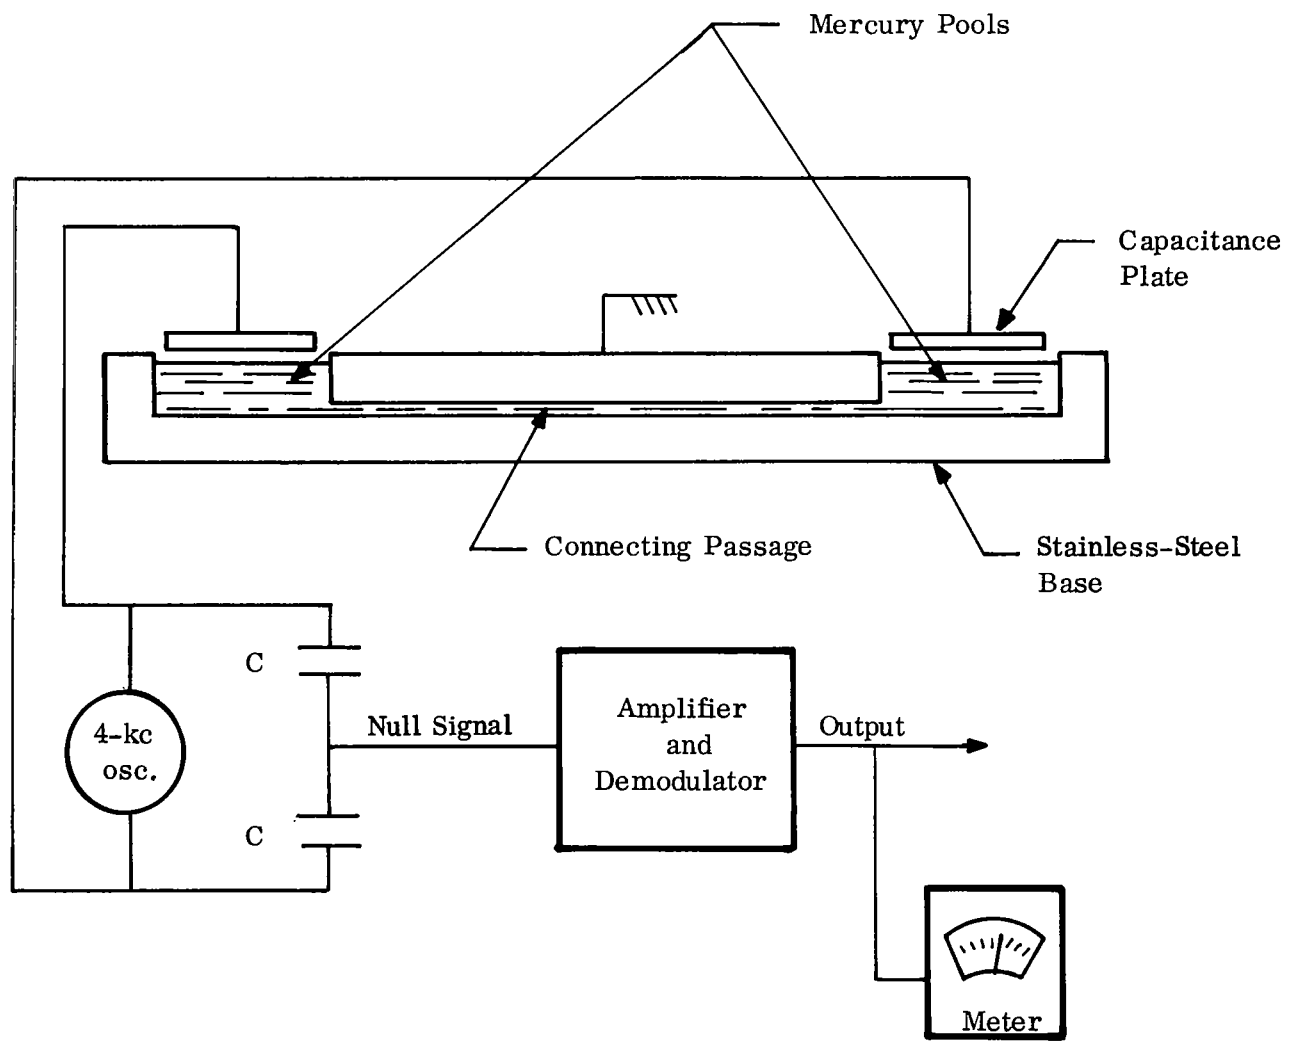 Mercury Pools
Capacitance
Plate
Connecting Passage
Stainless-Steel
Base
C
4-kc
osc.
Null Signal
Amplifier
and
Demodulator
Output
C
Meter